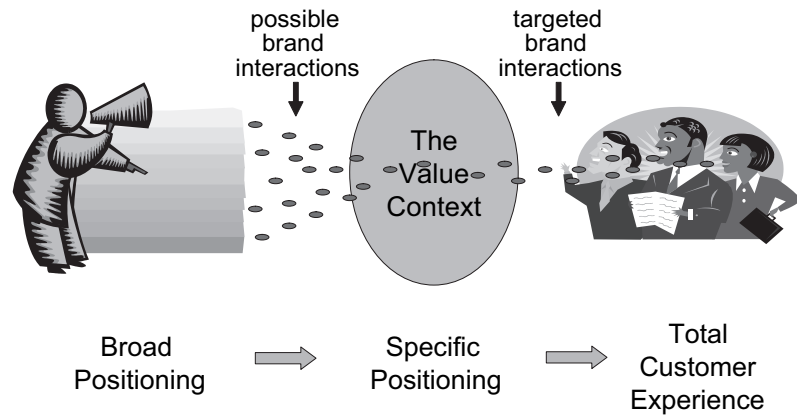 possible
brand
interactions
targeted
brand
interactions
The
Value
Context
Broad
Positioning
Specific
Positioning
Total
Customer
Experience